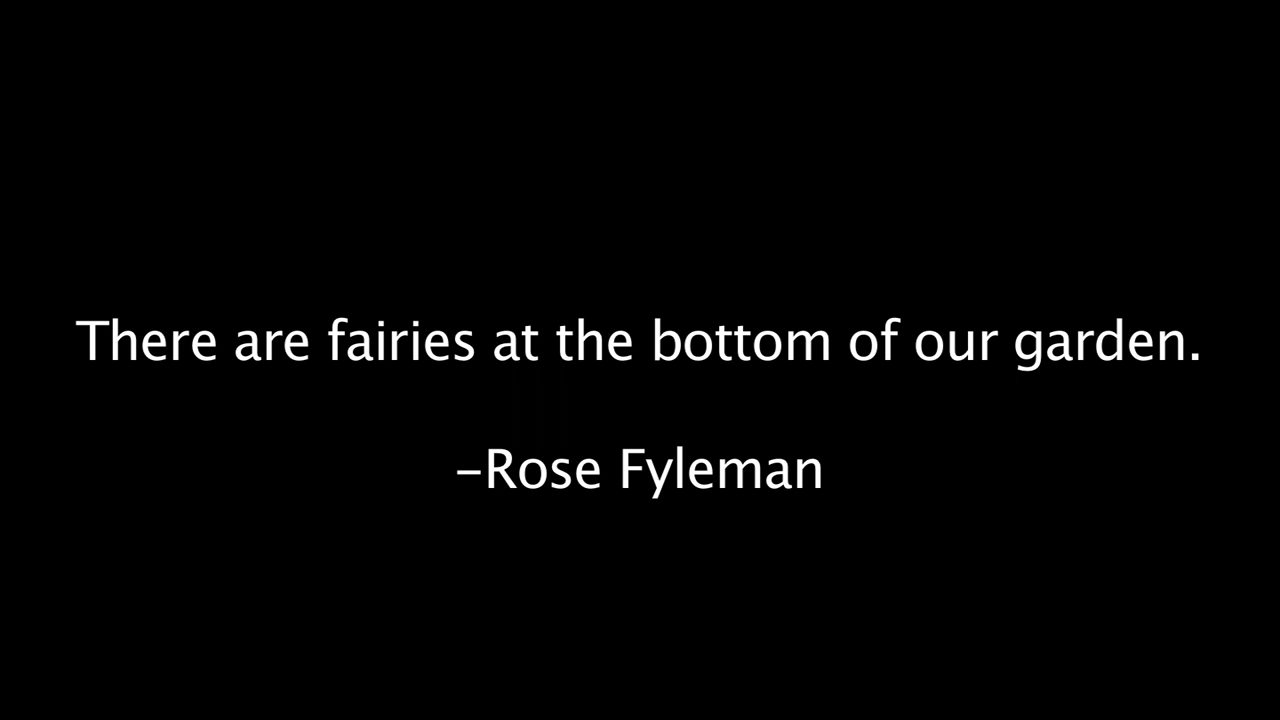 There are fairies at the bottom of our garden.
–Rose Fyleman